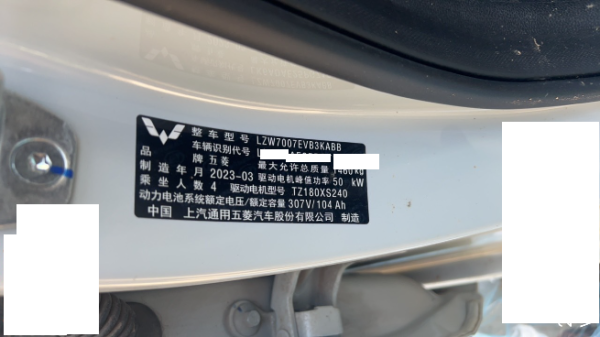 整车型号 LZW7007EVB3KABB
车辆识别代号
品牌 五菱 最大允许总质量 1480kg
制造年月 2023-03 驱动电机峰值功率 50 kW
乘坐人数 4 驱动电机型号 TZ180XS240
动力电池系统额定电压/额定容量 307V/104 Ah
中国 上汽通用五菱汽车股份有限公司 制造